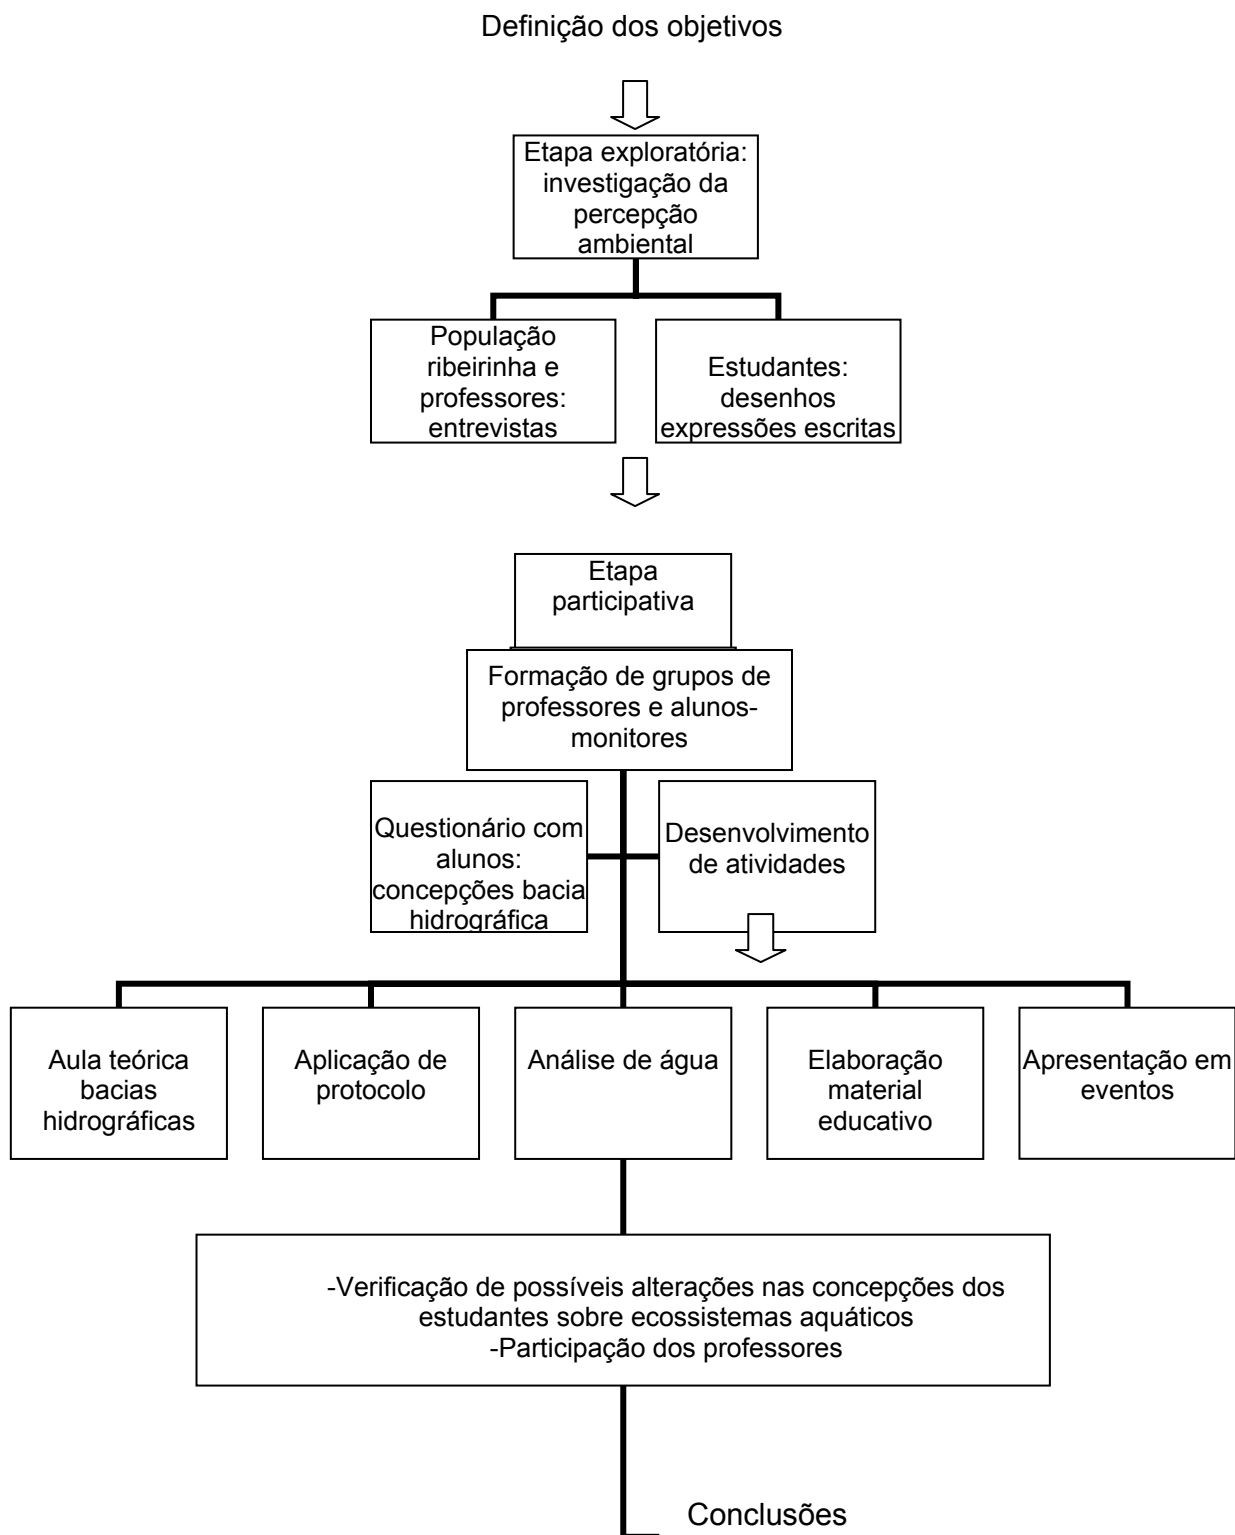 Definição dos objetivos
Etapa exploratória:
investigação da
percepção
ambiental
População
ribeirinha e
professores:
entrevistas
Estudantes:
desenhos
expressões escritas
Etapa
participativa
Formação de grupos de
professores e alunos-
monitores
Questionário com
alunos:
concepções bacia
hidrográfica
Desenvolvimento
de atividades
Aula teórica
bacias
hidrográficas
Aplicação de
protocolo
Análise de água
Elaboração
material
educativo
Apresentação em
eventos
-Verificação de possíveis alterações nas concepções dos
estudantes sobre ecossistemas aquáticos
-Participação dos professores
Conclusões